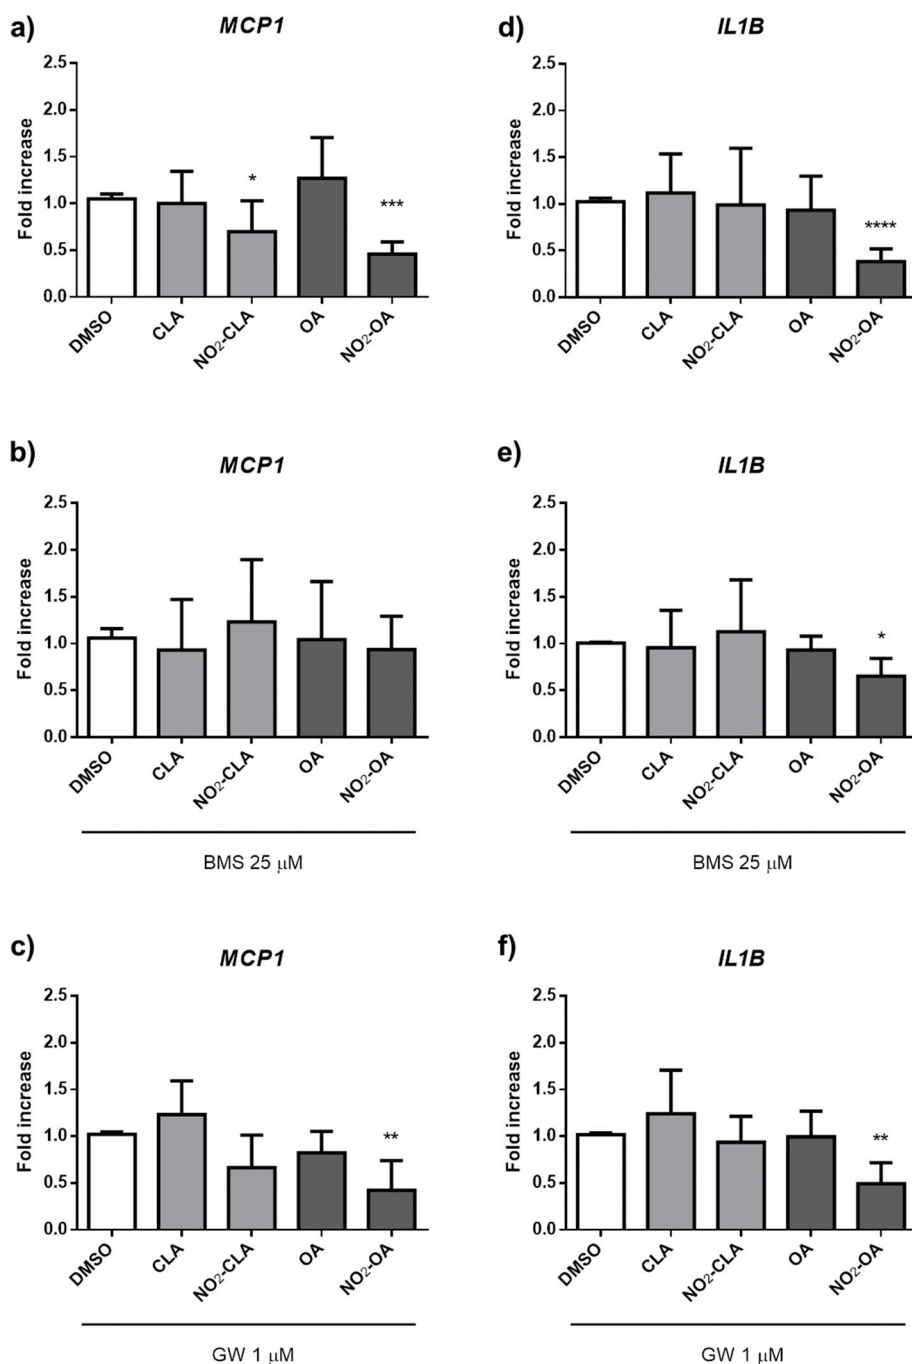 a)
MCP1
Fold increase
2.5
2.0
1.5
1.0
0.5
0.0
*
***
DMSO
CLA
NO₂-CLA
OA
NO₂-OA
d)
IL1B
Fold increase
2.5
2.0
1.5
1.0
0.5
0.0
****
DMSO
CLA
NO₂-CLA
OA
NO₂-OA
b)
MCP1
Fold increase
2.5
2.0
1.5
1.0
0.5
0.0
DMSO
CLA
NO₂-CLA
OA
NO₂-OA
BMS 25 μM
e)
IL1B
Fold increase
2.5
2.0
1.5
1.0
0.5
0.0
*
DMSO
CLA
NO₂-CLA
OA
NO₂-OA
BMS 25 μM
c)
MCP1
Fold increase
2.5
2.0
1.5
1.0
0.5
0.0
**
DMSO
CLA
NO₂-CLA
OA
NO₂-OA
GW 1 μM
f)
IL1B
Fold increase
2.5
2.0
1.5
1.0
0.5
0.0
**
DMSO
CLA
NO₂-CLA
OA
NO₂-OA
GW 1 μM